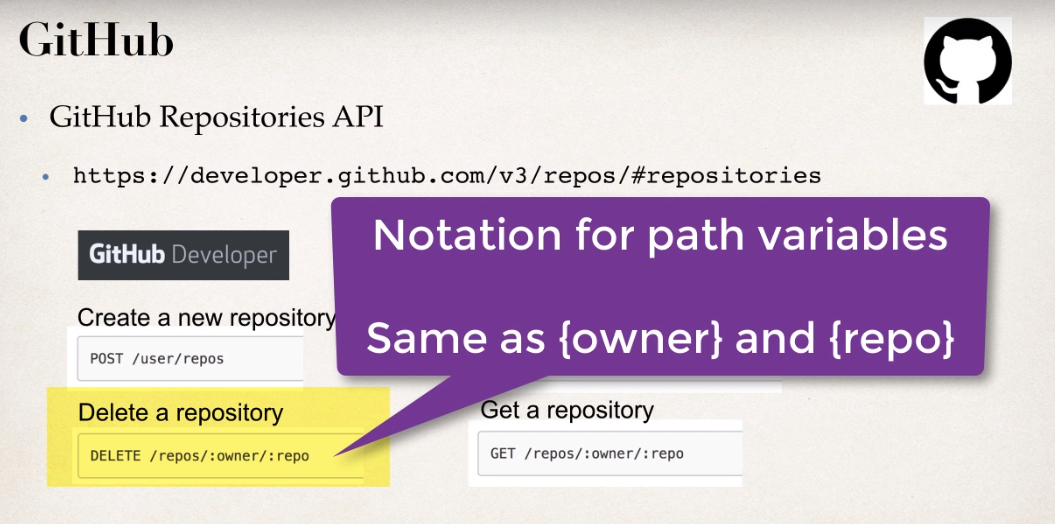 GitHub
GitHub Repositories API
https://developer.github.com/v3/repos/#repositories
Notation for path variables
Same as {owner} and {repo}
GitHub Developer
Create a new repository
POST /user/repos
Delete a repository
DELETE /repos/:owner/:repo
Get a repository
GET /repos/:owner/:repo